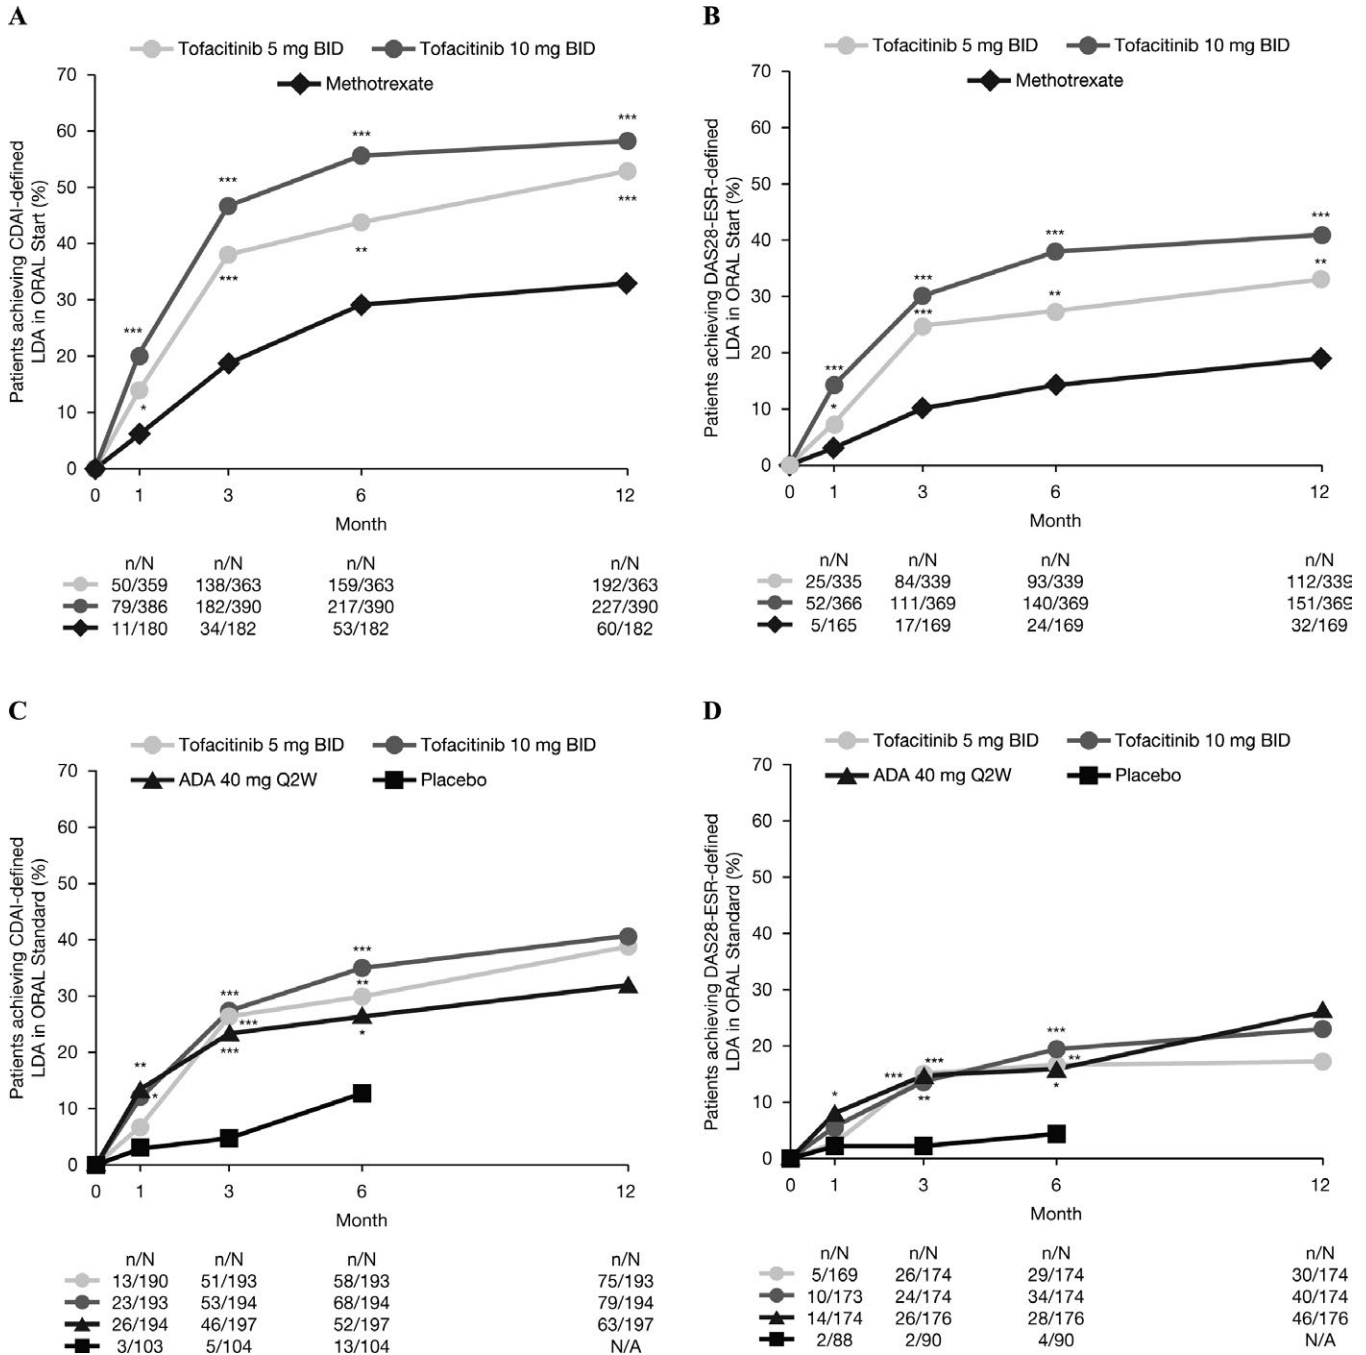 A
Tofacitinib 5 mg BID
Tofacitinib 10 mg BID
Methotrexate
Patients achieving CDAI-defined
LDA in ORAL Start (%)
70
60
50
40
30
20
10
0
***
***
*
***
***
***
**
***
***
0 1 3 6 12
Month
n/N n/N n/N n/N
50/359 138/363 159/363 192/363
79/386 182/390 217/390 227/390
11/180 34/182 53/182 60/182
B
Tofacitinib 5 mg BID
Tofacitinib 10 mg BID
Methotrexate
Patients achieving DAS28-ESR-defined
LDA in ORAL Start (%)
70
60
50
40
30
20
10
0
***
*
***
***
***
**
***
**
0 1 3 6 12
Month
n/N n/N n/N n/N
25/335 84/339 93/339 112/339
52/366 111/369 140/369 151/369
5/165 17/169 24/169 32/169
C
Tofacitinib 5 mg BID
Tofacitinib 10 mg BID
ADA 40 mg Q2W
Placebo
Patients achieving CDAI-defined
LDA in ORAL Standard (%)
70
60
50
40
30
20
10
0
**
*
***
***
***
***
**
*
0 1 3 6 12
Month
n/N n/N n/N n/N
13/190 51/193 58/193 75/193
23/193 53/194 68/194 79/194
26/194 46/197 52/197 63/197
3/103 5/104 13/104 N/A
D
Tofacitinib 5 mg BID
Tofacitinib 10 mg BID
ADA 40 mg Q2W
Placebo
Patients achieving DAS28-ESR-defined
LDA in ORAL Standard (%)
70
60
50
40
30
20
10
0
*
***
***
**
***
**
*
0 1 3 6 12
Month
n/N n/N n/N n/N
5/169 26/174 29/174 30/174
10/173 24/174 34/174 40/174
14/174 26/176 28/176 46/176
2/88 2/90 4/90 N/A